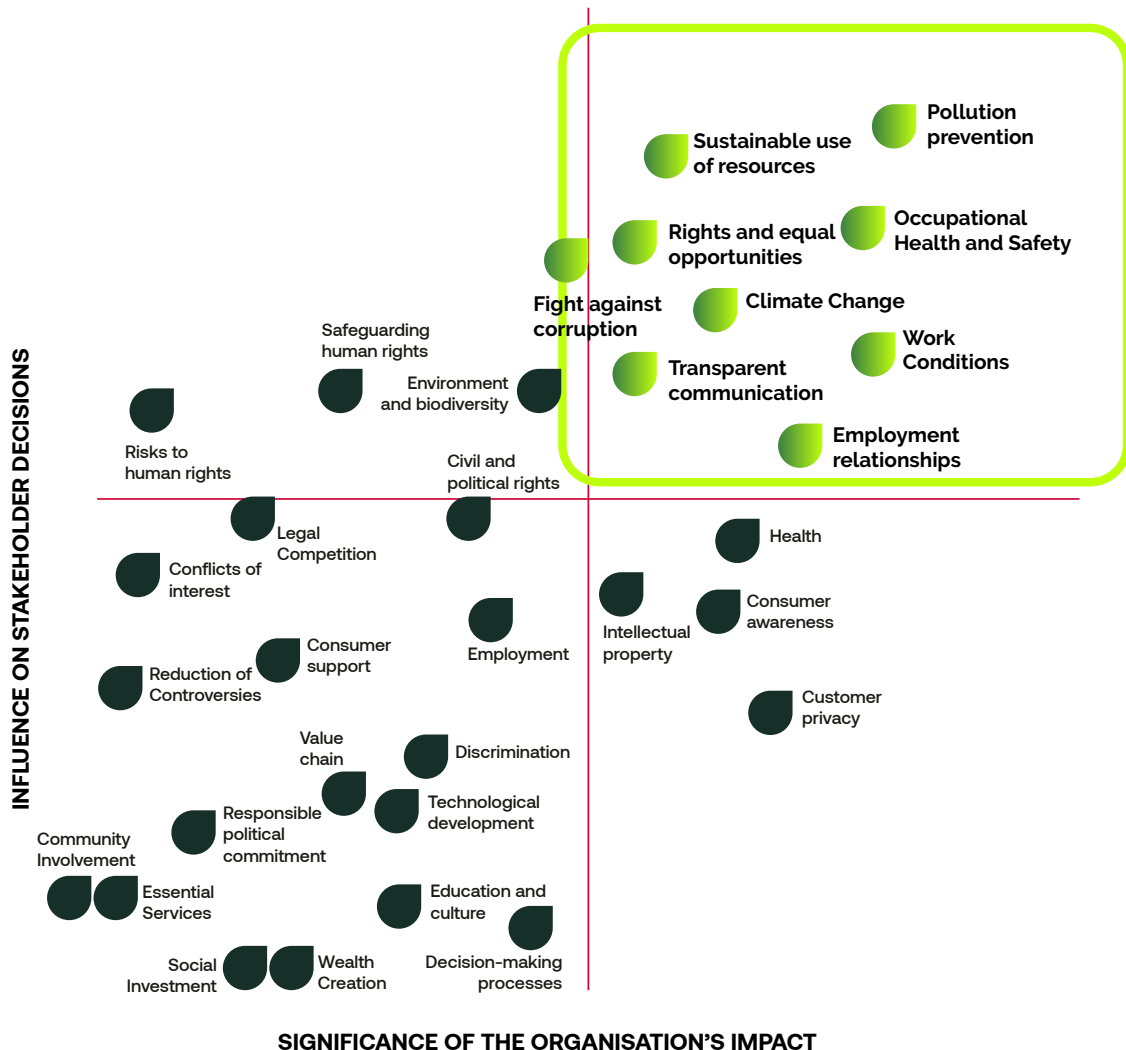 Pollution
prevention
Sustainable use
of resources
Occupational
Health and Safety
Rights and equal
opportunities
Fight against
corruption
Climate Change
Work
Conditions
Transparent
communication
Employment
relationships
Safeguarding
human rights
Environment
and biodiversity
Risks to
human rights
Civil and
political rights
Legal
Competition
Conflicts of
interest
Health
Consumer
awareness
Intellectual
property
Employment
Consumer
support
Reduction of
Controversies
Customer
privacy
Value
chain
Discrimination
Technological
development
Responsible
political
commitment
Community
Involvement
Essential
Services
Education and
culture
Decision-making
processes
Social
Investment
Wealth
Creation
INFLUENCE ON STAKEHOLDER DECISIONS
SIGNIFICANCE OF THE ORGANISATION'S IMPACT